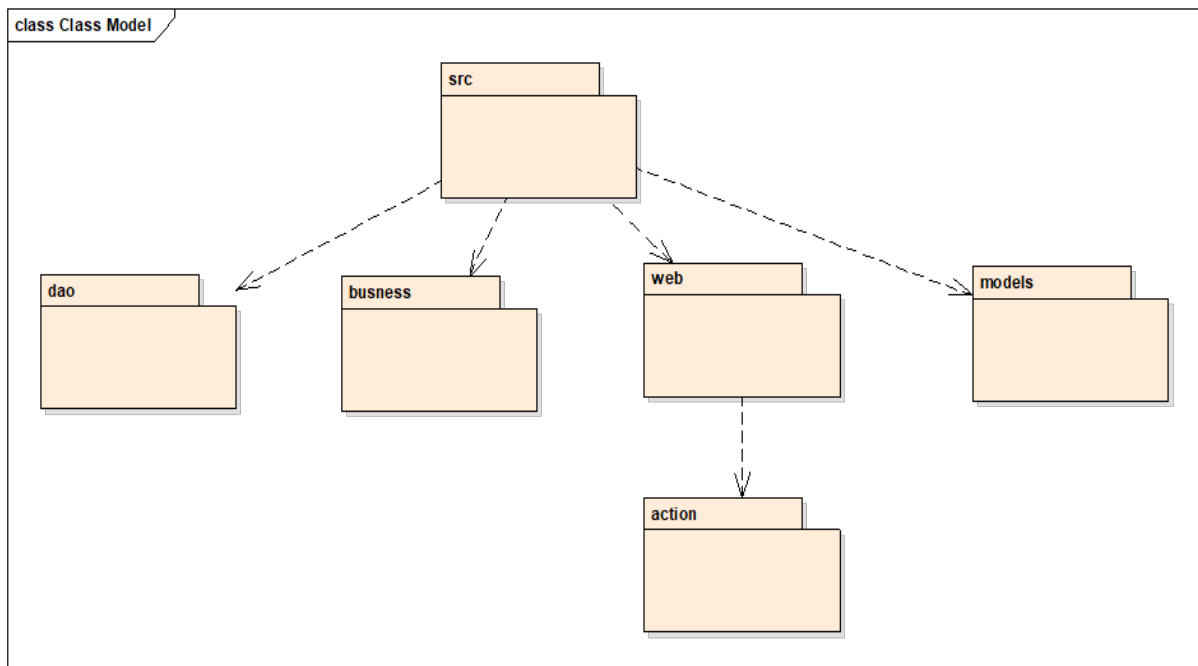 class Class Model
src
dao
busness
web
models
action